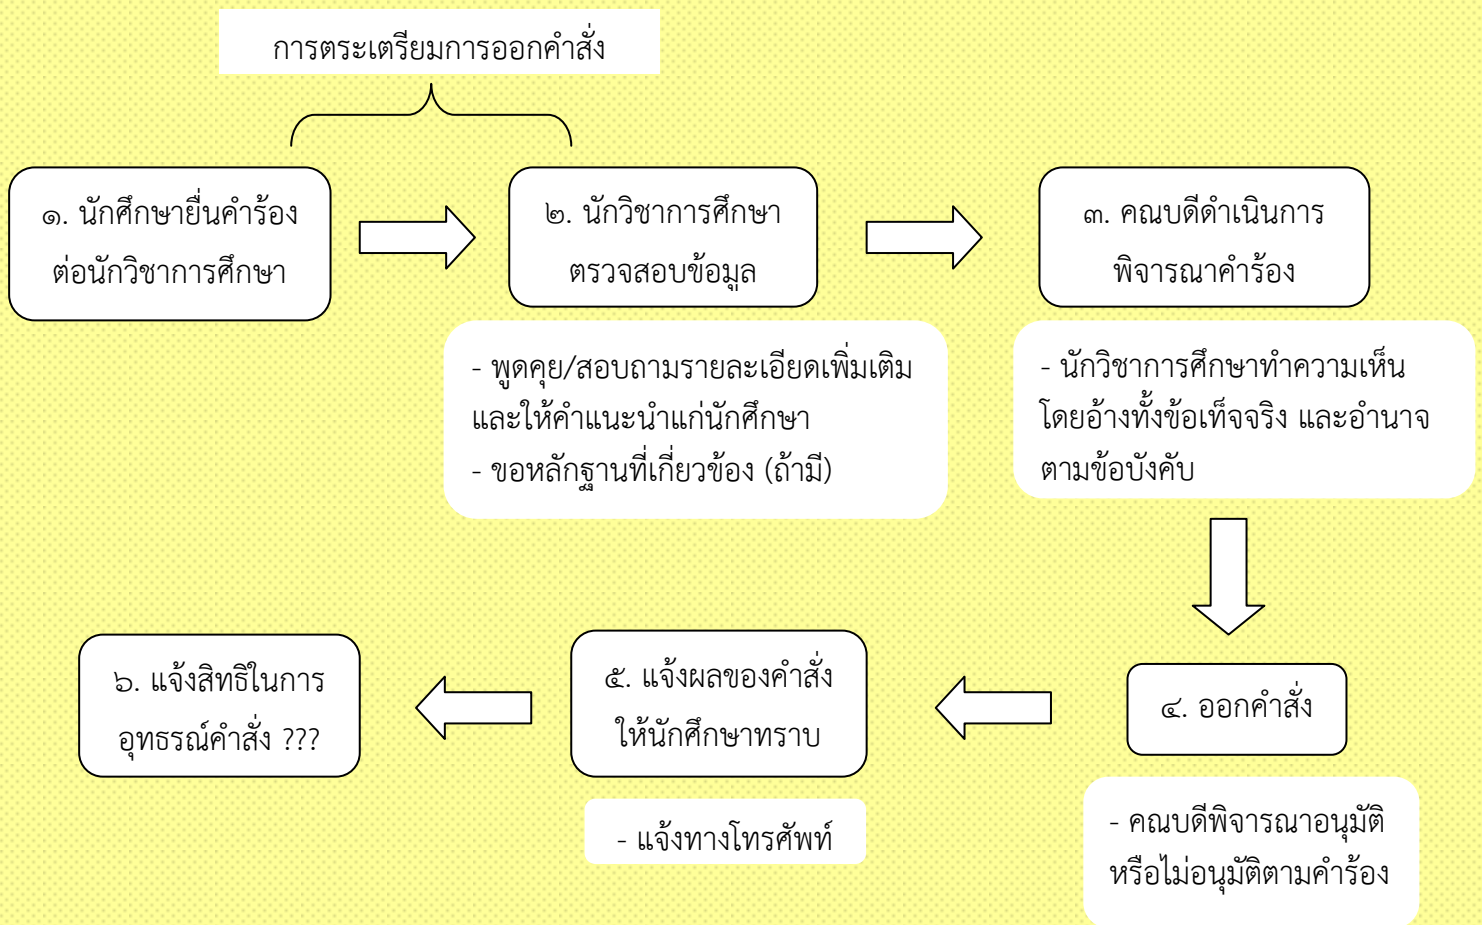 การตระเตรียมการออกคำสั่ง
๑. นักศึกษายื่นคำร้อง
ต่อนักวิชาการศึกษา
๒. นักวิชาการศึกษา
ตรวจสอบข้อมูล
๓. คณบดีดำเนินการ
พิจารณาคำร้อง
- พูดคุย/สอบถามรายละเอียดเพิ่มเติม
และให้คำแนะนำแก่นักศึกษา
- ขอหลักฐานที่เกี่ยวข้อง (ถ้ามี)
- นักวิชาการศึกษาทำความเห็น
โดยอ้างทั้งข้อเท็จจริง และอำนาจ
ตามข้อบังคับ
๔. ออกคำสั่ง
- คณบดีพิจารณาอนุมัติ
หรือไม่อนุมัติตามคำร้อง
๕. แจ้งผลของคำสั่ง
ให้นักศึกษาทราบ
- แจ้งทางโทรศัพท์
๖. แจ้งสิทธิในการ
อุทธรณ์คำสั่ง ???